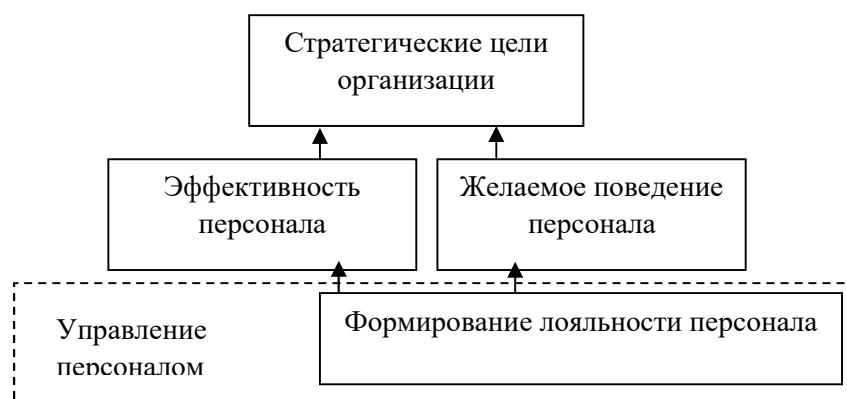 Стратегические цели
организации
Эффективность
персонала
Желаемое поведение
персонала
Управление
персоналом
Формирование лояльности персонала